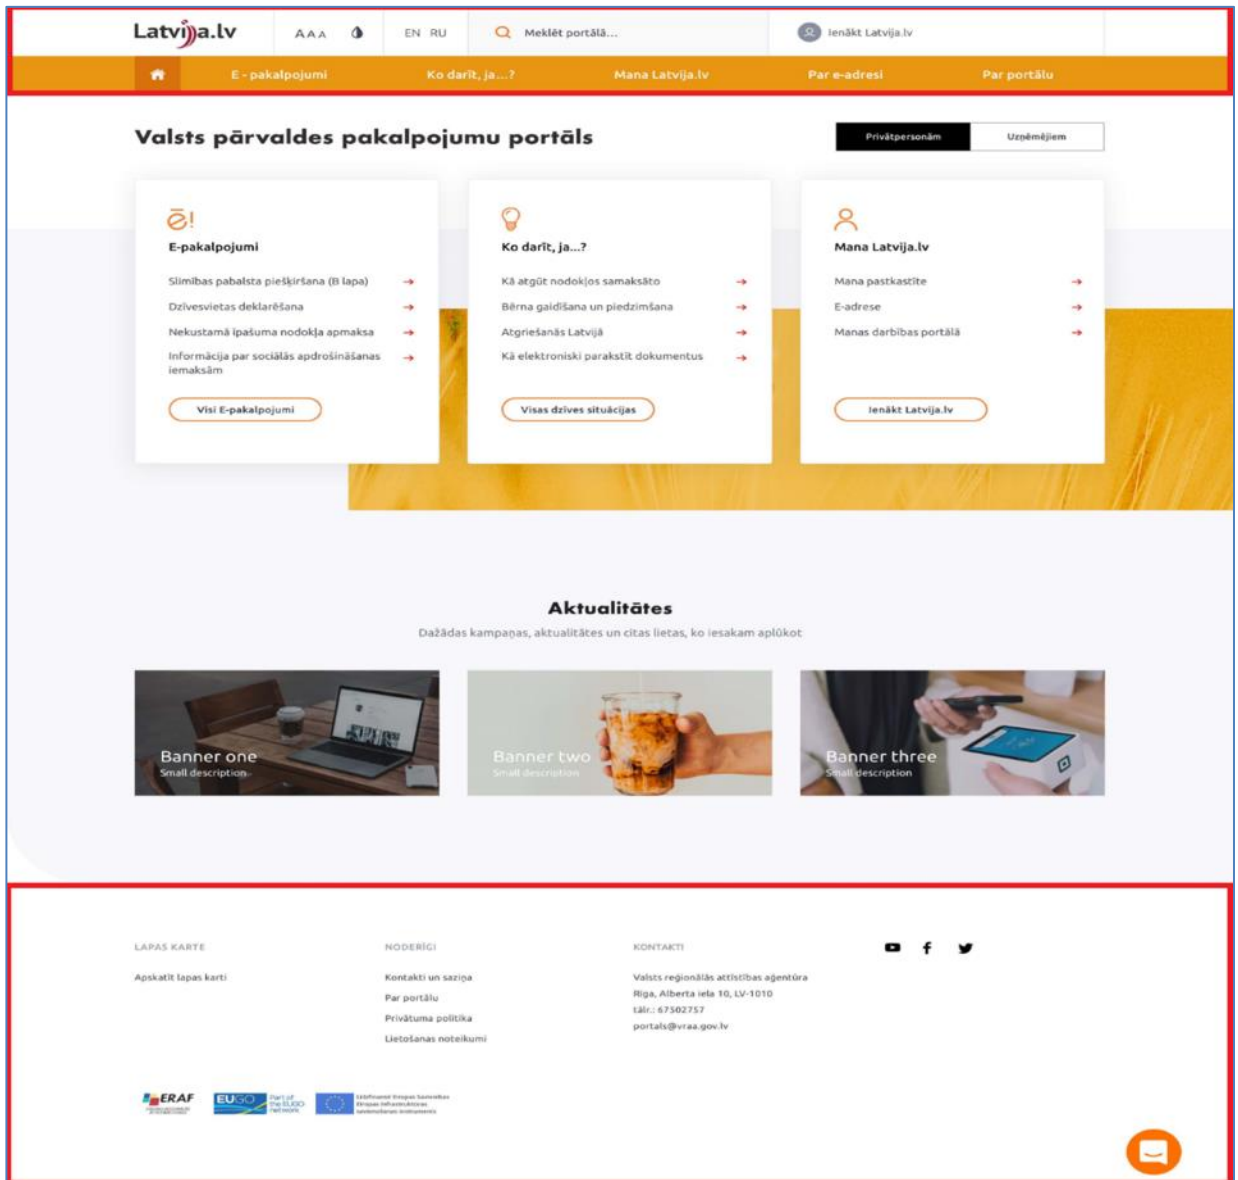 Latvija.lv
A A A
EN RU
Meklēt portālā...
Ienākt Latvija.lv
E - pakalpojumi
Ko darīt, ja...?
Mana Latvija.lv
Par e-adresi
Par portālu
Valsts pārvaldes pakalpojumu portāls
Privātpersonām
Uzņēmējiem
ē!
E-pakalpojumi
Slimības pabalsta piešķiršana (B lapa)
Dzīvesvietas deklarēšana
Nekustamā īpašuma nodokļa apmaksa
Informācija par sociālās apdrošināšanas
iemaksām
Visi E-pakalpojumi
Ko darīt, ja...?
Kā atgūt nodokļos samaksāto
Bērna gaidīšana un piedzimšana
Atgriešanās Latvijā
Kā elektroniski parakstīt dokumentus
Visas dzīves situācijas
Mana Latvija.lv
Mana pastkastīte
E-adrese
Manas darbības portālā
Ienākt Latvija.lv
Aktualitātes
Dažādas kampaņas, aktualitātes un citas lietas, ko iesakam aplūkot
Banner one
Small description
Banner two
Small description
Banner three
Small description
LAPAS KARTE
Apskatīt lapas karti
NODERĪGI
Kontakti un saziņa
Par portālu
Privātuma politika
Lietošanas noteikumi
KONTAKTI
Valsts reģionālās attīstības aģentūra
Rīga, Alberta iela 10, LV-1010
tālr.: 67502757
portals@vraa.gov.lv
ERAF
EUGO
Part of
the EUGO
network